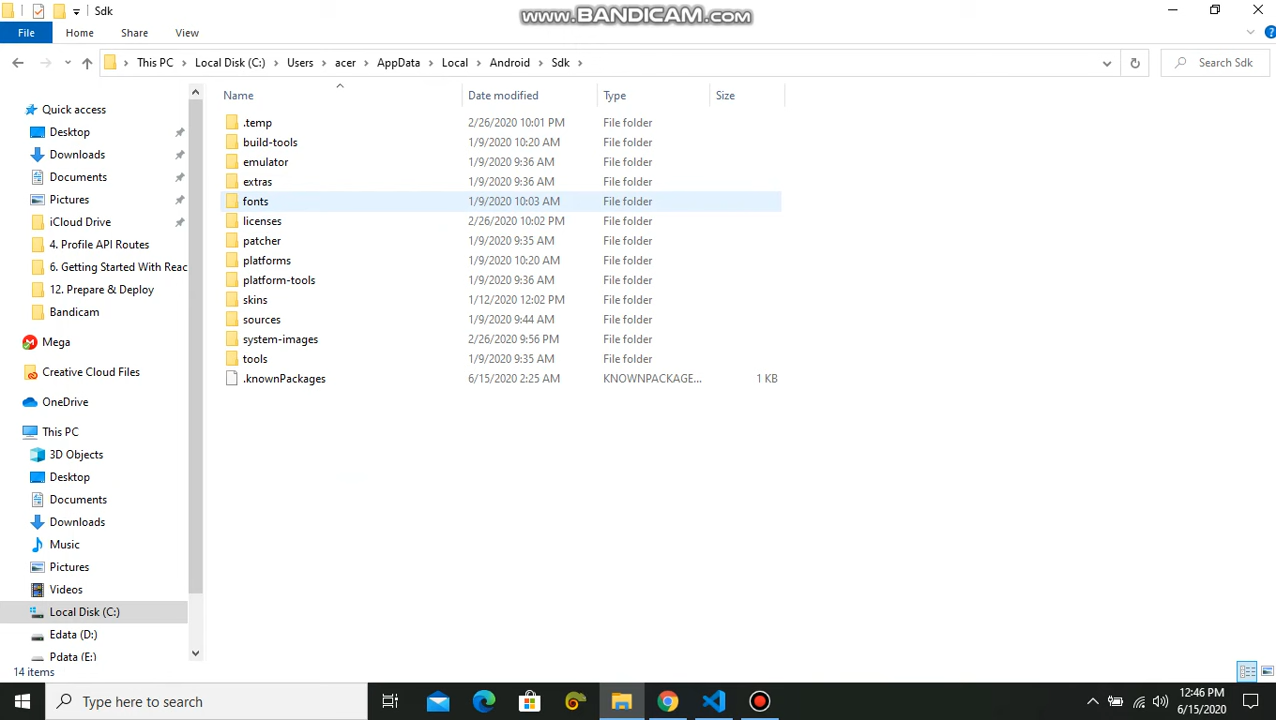 Sdk
www.BANDICAM.com
File Home Share View
This PC Local Disk (C:) Users acer AppData Local Android Sdk
Search Sdk
Name Date modified Type Size
Quick access
Desktop
Downloads
Documents
Pictures
iCloud Drive
4. Profile API Routes
6. Getting Started With Reac
12. Prepare & Deploy
Bandicam
Mega
Creative Cloud Files
OneDrive
This PC
3D Objects
Desktop
Documents
Downloads
Music
Pictures
Videos
Local Disk (C:)
Edata (D:)
Pdata (E:)
.temp 2/26/2020 10:01 PM File folder
build-tools 1/9/2020 10:20 AM File folder
emulator 1/9/2020 9:36 AM File folder
extras 1/9/2020 9:36 AM File folder
fonts 1/9/2020 10:03 AM File folder
licenses 2/26/2020 10:02 PM File folder
patcher 1/9/2020 9:35 AM File folder
platforms 1/9/2020 10:20 AM File folder
platform-tools 1/9/2020 9:36 AM File folder
skins 1/12/2020 12:02 PM File folder
sources 1/9/2020 9:44 AM File folder
system-images 2/26/2020 9:56 PM File folder
tools 1/9/2020 9:35 AM File folder
.knownPackages 6/15/2020 2:25 AM KNOWNPACKAGE... 1 KB
14 items
Type here to search
12:46 PM
6/15/2020